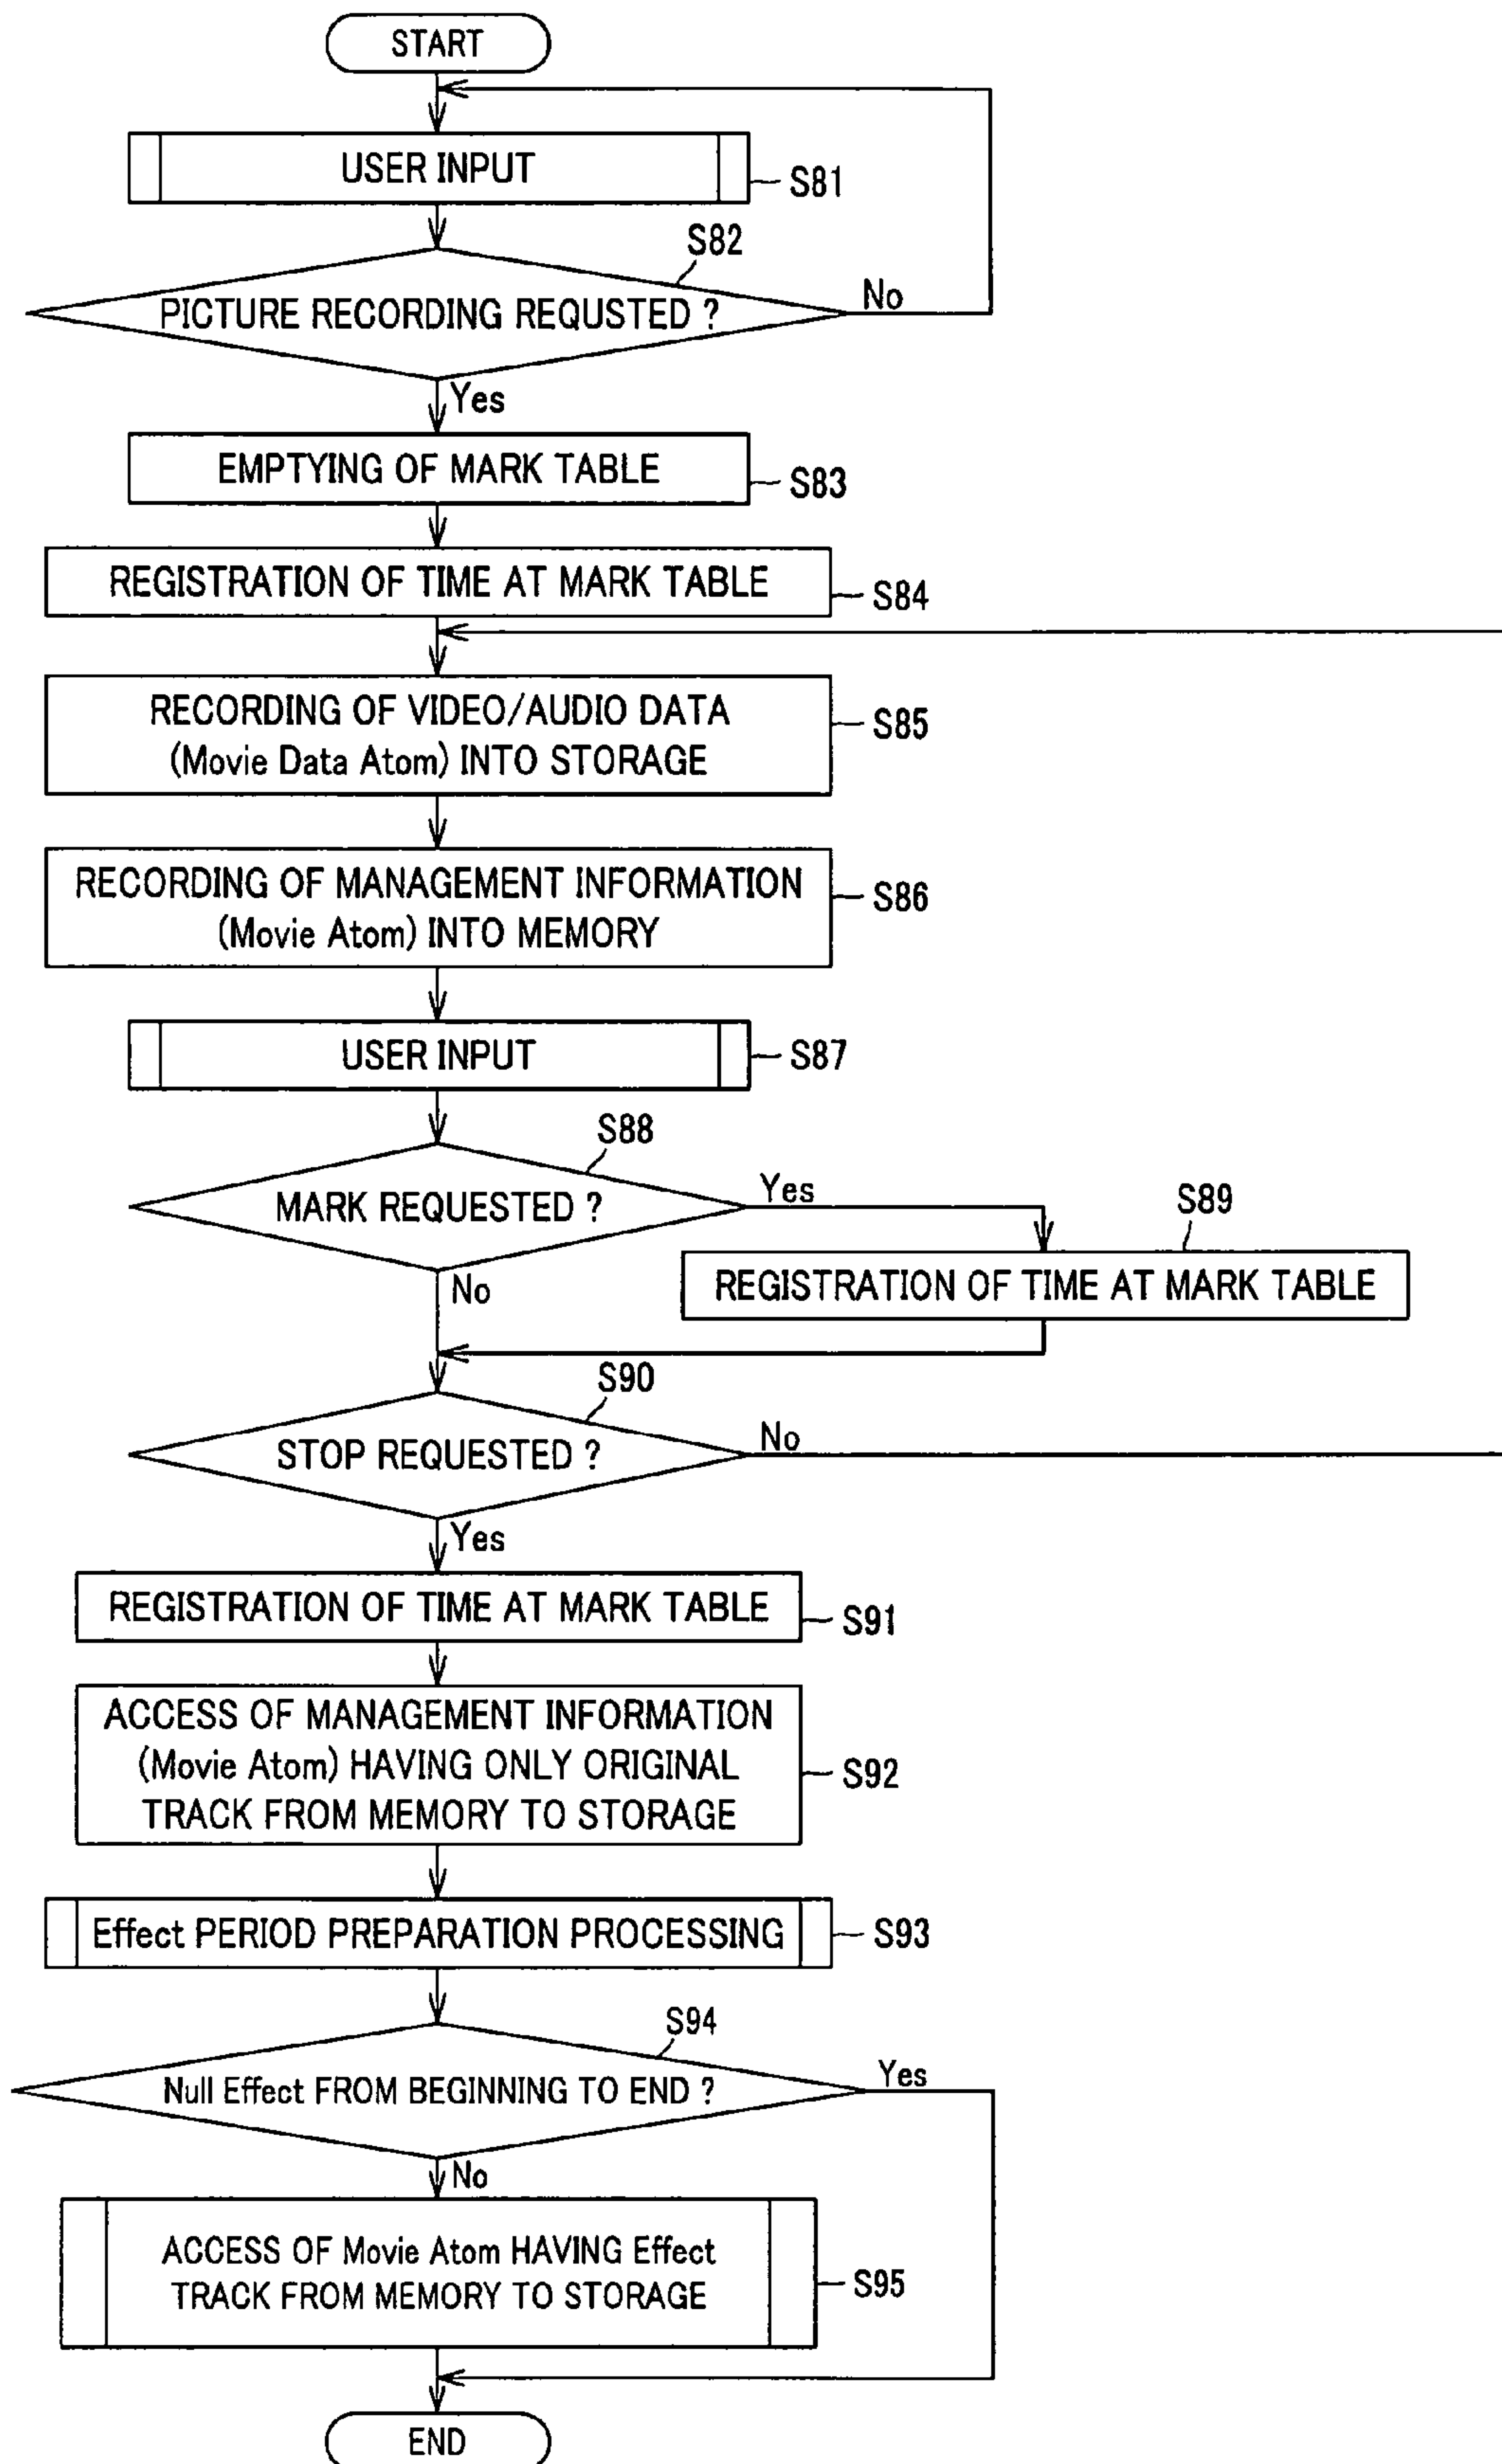 START
USER INPUT
S81
S82
PICTURE RECORDING REQUSTED ?
No
Yes
EMPTYING OF MARK TABLE
S83
REGISTRATION OF TIME AT MARK TABLE
S84
RECORDING OF VIDEO/AUDIO DATA
(Movie Data Atom) INTO STORAGE
S85
RECORDING OF MANAGEMENT INFORMATION
(Movie Atom) INTO MEMORY
S86
USER INPUT
S87
S88
MARK REQUESTED ?
Yes
No
S89
REGISTRATION OF TIME AT MARK TABLE
S90
STOP REQUESTED ?
No
Yes
REGISTRATION OF TIME AT MARK TABLE
S91
ACCESS OF MANAGEMENT INFORMATION
(Movie Atom) HAVING ONLY ORIGINAL
TRACK FROM MEMORY TO STORAGE
S92
Effect PERIOD PREPARATION PROCESSING
S93
S94
Null Effect FROM BEGINNING TO END ?
Yes
No
ACCESS OF Movie Atom HAVING Effect
TRACK FROM MEMORY TO STORAGE
S95
END